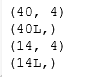 (40, 4)
(40L,)
(14, 4)
(14L,)